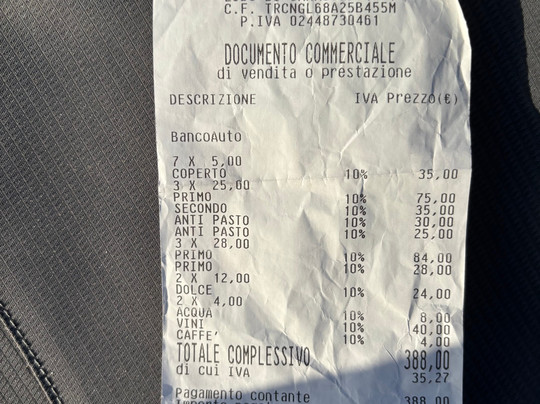 C.F. TRCNGL68A25B455M
P.IVA 02448730461
DOCUMENTO COMMERCIALE
di vendita o prestazione
DESCRIZIONE IVA Prezzo(€)
BancoAuto
7 X 5,00
COPERTO 10% 35,00
3 X 25,00
PRIMO 10% 75,00
SECONDO 10% 35,00
ANTI PASTO 10% 30,00
ANTI PASTO 10% 25,00
3 X 28,00
PRIMO 10% 84,00
PRIMO 10% 28,00
2 X 12,00
DOLCE 10% 24,00
2 X 4,00
ACQUA 10% 8,00
VINI 10% 40,00
CAFFE' 10% 4,00
TOTALE COMPLESSIVO 388,00
di cui IVA 35,27
Pagamento contante 388,00